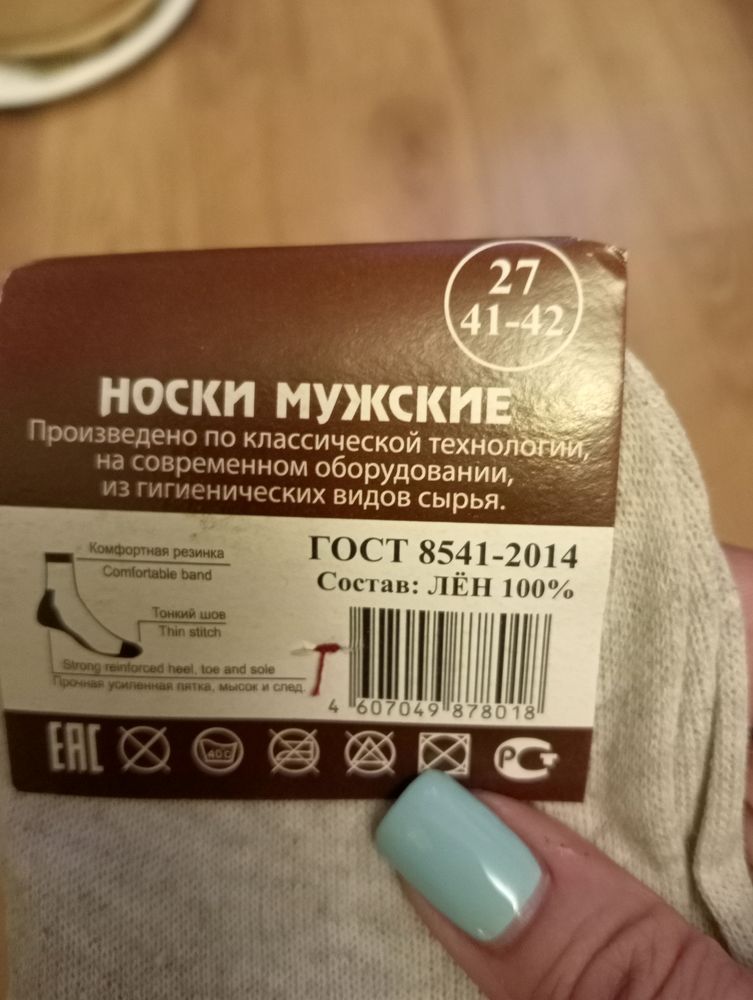 27
41-42
НОСКИ МУЖСКИЕ
Произведено по классической технологии,
на современном оборудовании,
из гигиенических видов сырья.
ГОСТ 8541-2014
Состав: ЛЁН 100%
Комфортная резинка
Comfortable band
Тонкий шов
Thin stitch
Strong reinforced heel, toe and sole
Прочная усиленная пятка, мысок и след.
4 607049 878018
EAC
40 C
РСТ